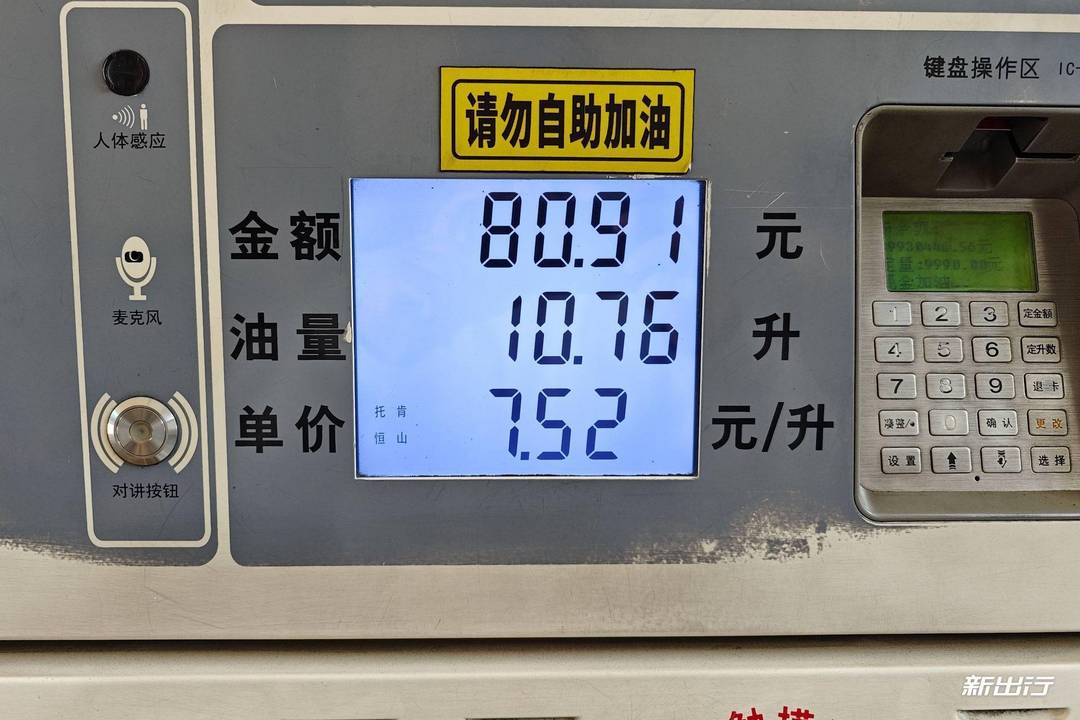 人体感应
麦克风
对讲按钮
请勿自助加油
键盘操作区 IC-
金额 80.91 元
油量 10.76 升
单价 7.52 元/升
托肯
恒山
1 2 3 定金额
4 5 6 定升数
7 8 9 退卡
凑整/• 0 确认 更改
设置 选择
新出行